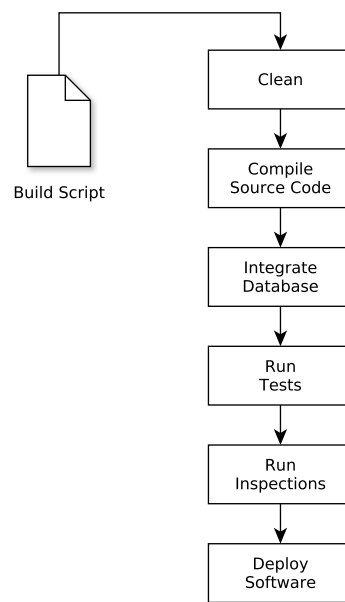 Clean
Build Script
Compile
Source Code
Integrate
Database
Run
Tests
Run
Inspections
Deploy
Software